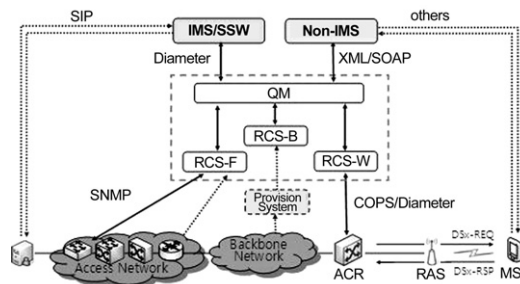 SIP
IMS/SSW
Non-IMS
others
Diameter
XML/SOAP
QM
RCS-B
RCS-F
RCS-W
SNMP
Provision
System
COPS/Diameter
Backbone
Network
Access Network
ACR
RAS
MS
DSx-REQ
DSx-RSP